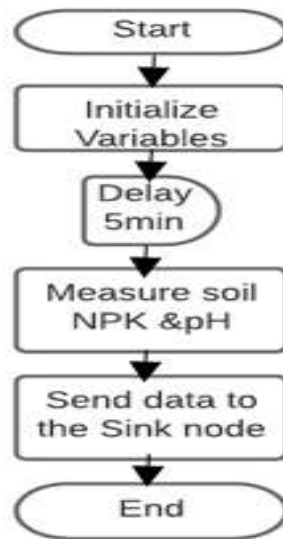 Start
Initialize
Variables
Delay
5min
Measure soil
NPK &pH
Send data to
the Sink node
End